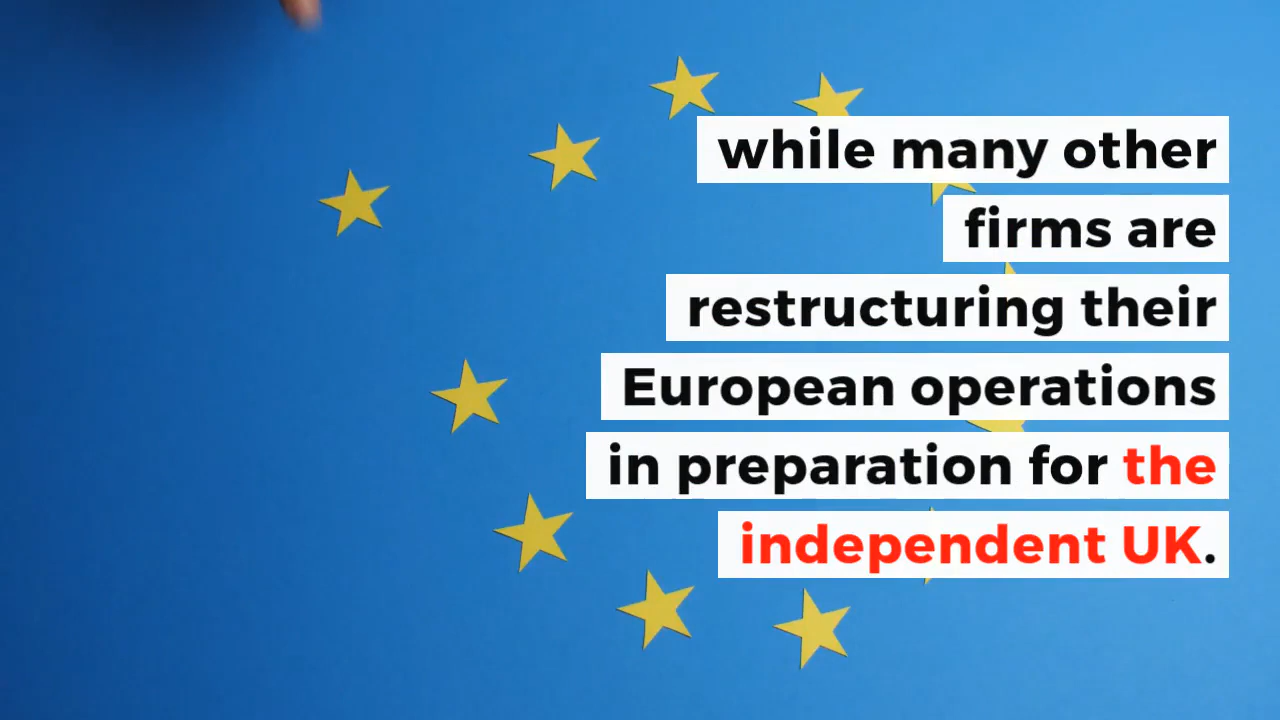 while many other
firms are
restructuring their
European operations
in preparation for the
independent UK.